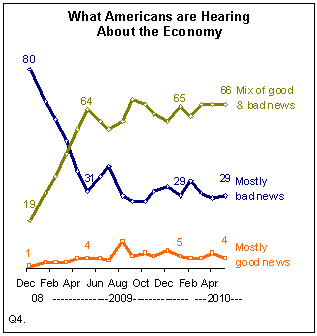 What Americans are Hearing
About the Economy
80
64
65
66 Mix of good
& bad news
19
31
29
29 Mostly
bad news
1
4
5
4 Mostly
good news
Dec Feb Apr Jun Aug Oct Dec Feb Apr
08 --------------2009-------------- ---2010---
Q4.